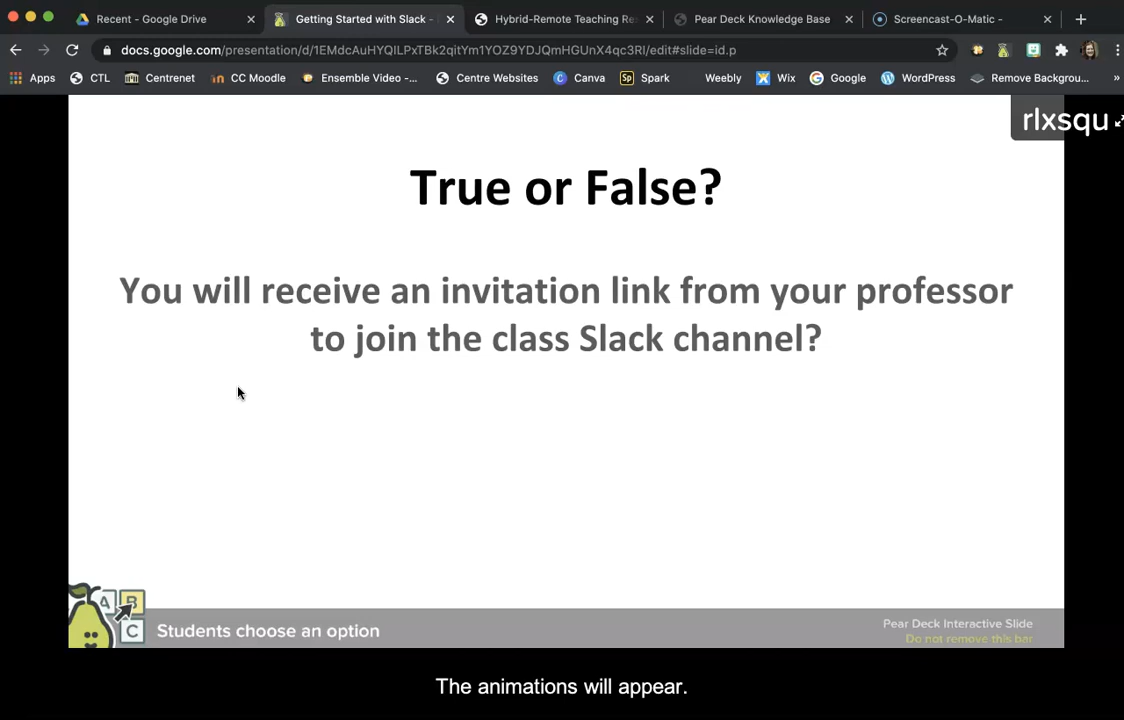 Recent - Google Drive
Getting Started with Slack -
Hybrid-Remote Teaching Re
Pear Deck Knowledge Base
Screencast-O-Matic -
docs.google.com/presentation/d/1EMdcAuHYQILPxTBk2qitYm1YOZ9YDJQmHGUnX4qc3RI/edit#slide=id.p
Apps
CTL
Centrenet
CC Moodle
Ensemble Video -...
Centre Websites
Canva
Sp Spark
Weebly
Wix
Google
WordPress
Remove Backgrou...
»
rlxsqu
True or False?
You will receive an invitation link from your professor
to join the class Slack channel?
A B
C
Students choose an option
Pear Deck Interactive Slide
Do not remove this bar
The animations will appear.